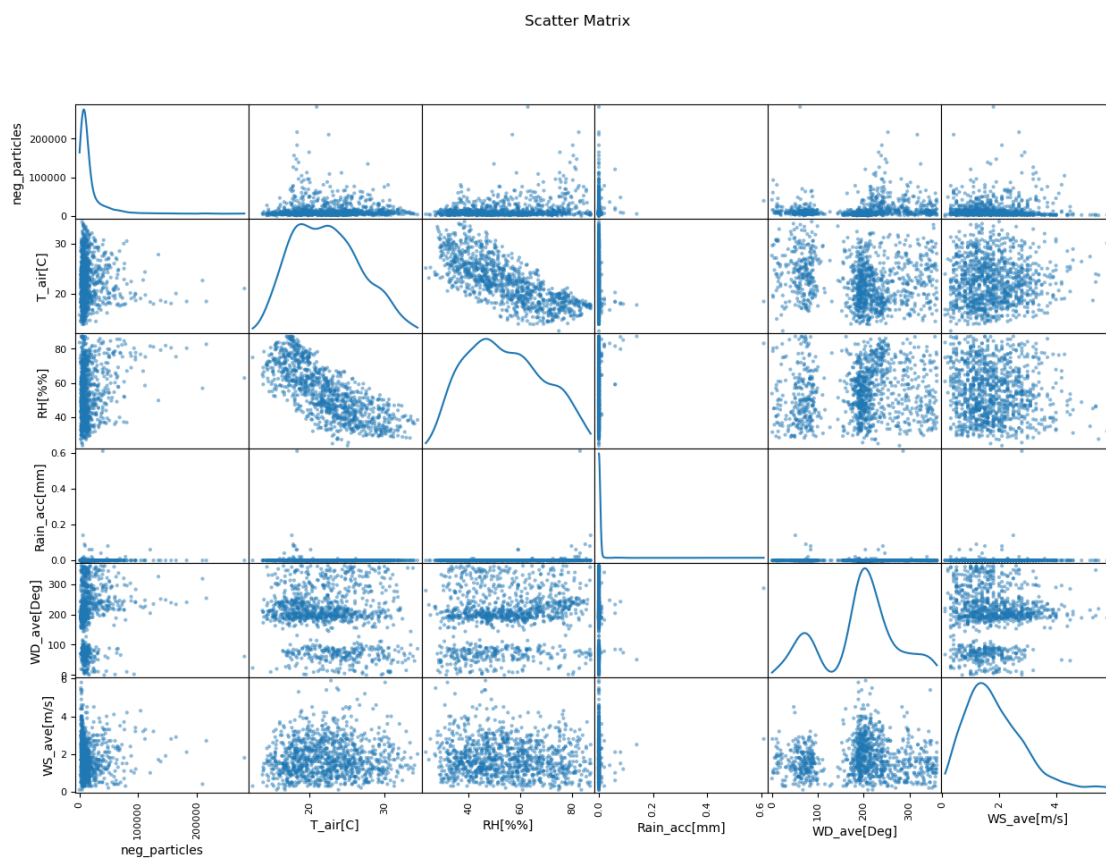 Scatter Matrix
neg_particles
200000
100000
0
T_air[C]
30
20
RH[%%]
80
60
40
Rain_acc[mm]
0.6
0.4
0.2
0.0
WD_ave[Deg]
300
200
100
0
WS_ave[m/s]
4
2
0
0
100000
200000
neg_particles
20
30
T_air[C]
40
60
80
RH[%%]
0.0
0.2
0.4
0.6
Rain_acc[mm]
0
100
200
300
WD_ave[Deg]
0
2
4
WS_ave[m/s]